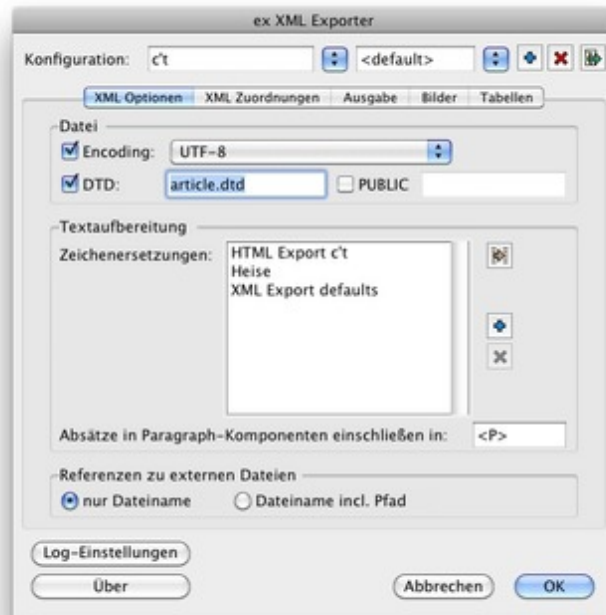 ex XML Exporter
Konfiguration: c't <default>
XML Optionen XML Zuordnungen Ausgabe Bilder Tabellen
Datei
Encoding: UTF-8
DTD: article.dtd PUBLIC
Textaufbereitung
Zeichenersetzungen: HTML Export c't
Heise
XML Export defaults
Absätze in Paragraph-Komponenten einschließen in: <P>
Referenzen zu externen Dateien
nur Dateiname Dateiname incl. Pfad
Log-Einstellungen
Über Abbrechen OK